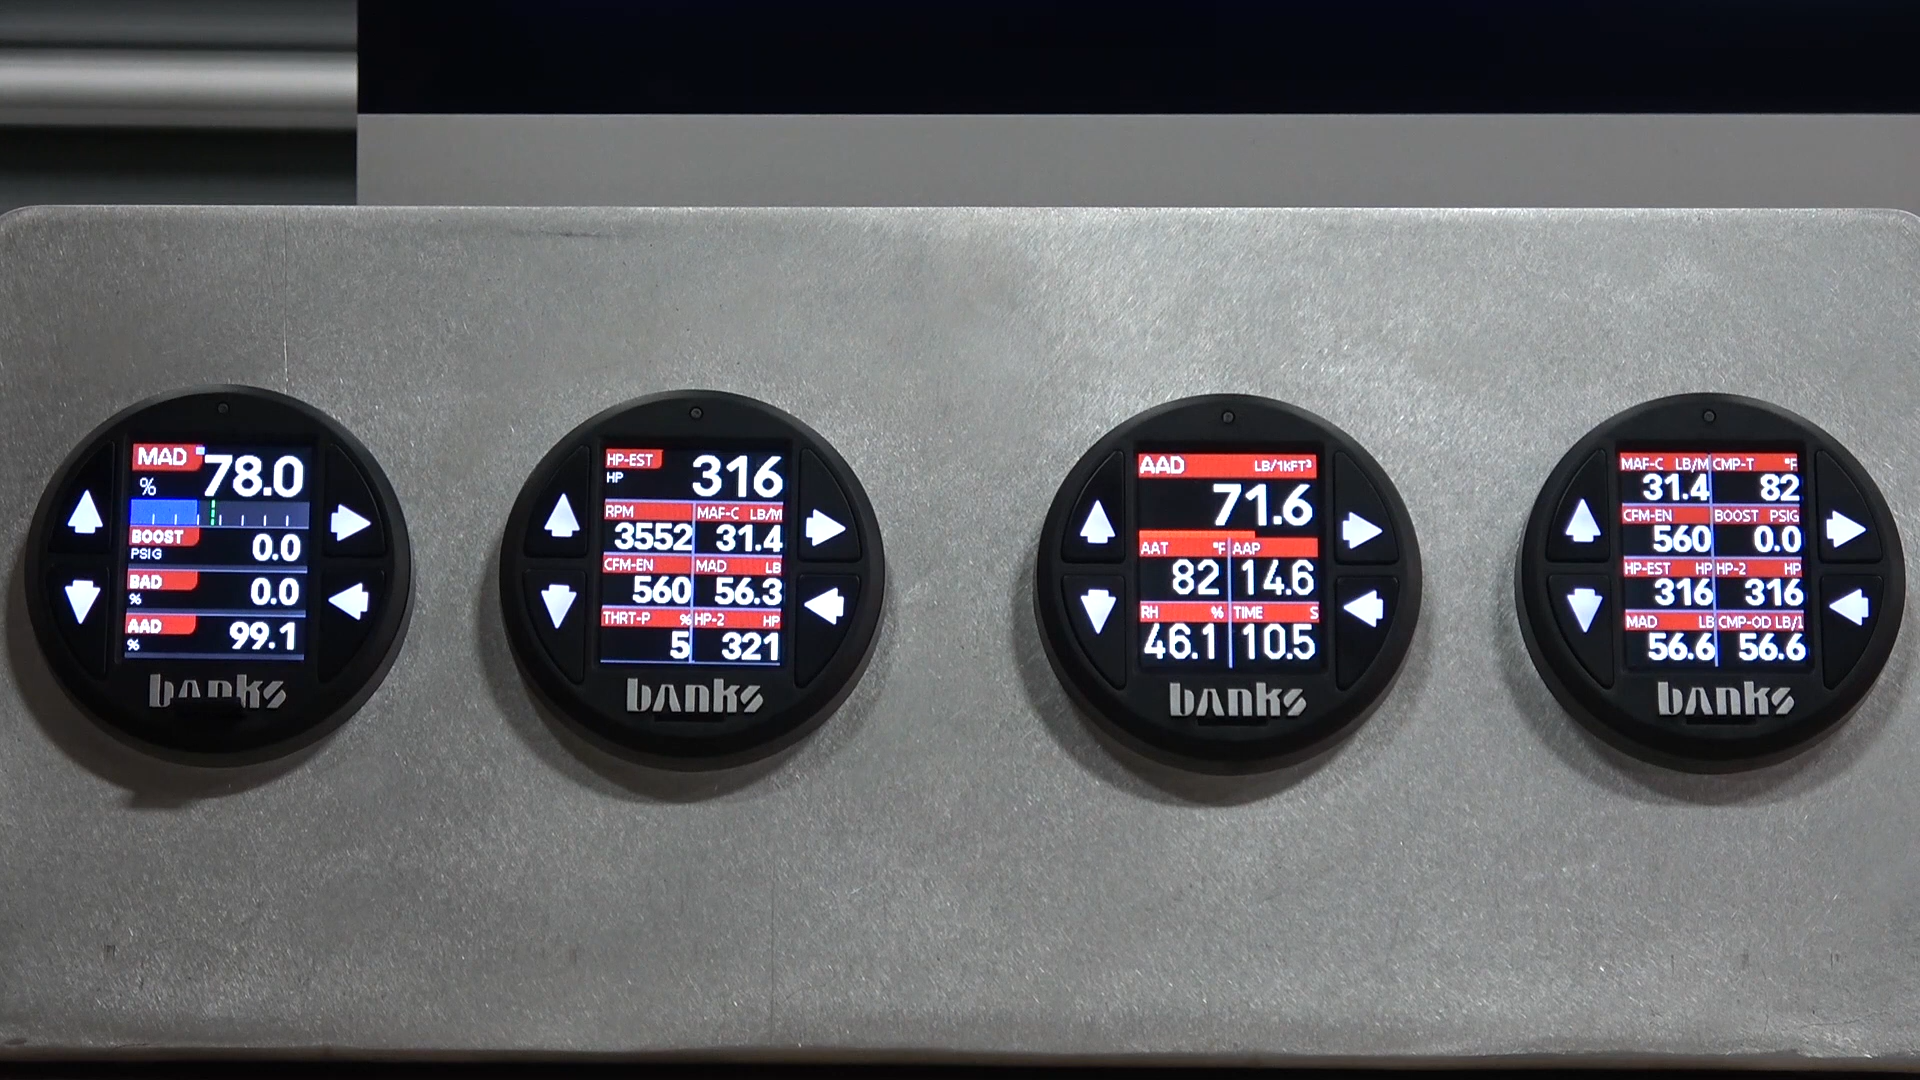 MAD 78.0
%
BOOST
PSIG 0.0
BAD
% 0.0
AAD
% 99.1
banks
HP-EST
HP 316
RPM MAF-C LB/M
3552 31.4
CFM-EN MAD LB
560 56.3
THRT-P % HP-2 HP
5 321
banks
AAD LB/1KFT³
71.6
AAT °F AAP
82 14.6
RH % TIME S
46.1 10.5
banks
MAF-C LB/M CMP-T °F
31.4 82
CFM-EN BOOST PSIG
560 0.0
HP-EST HP HP-2 HP
316 316
MAD LB CMP-OD LB/1
56.6 56.6
banks